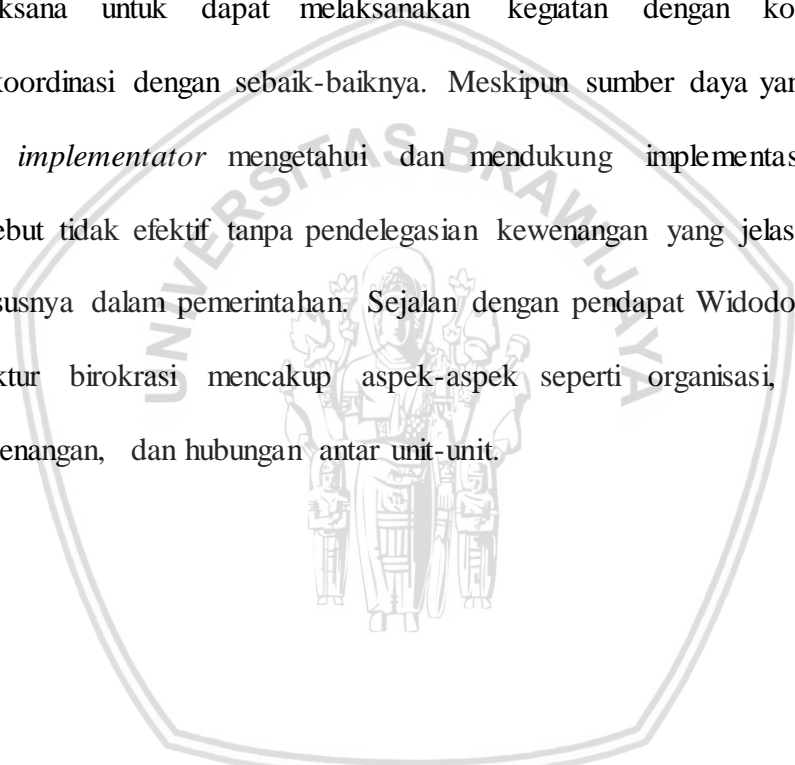 ksana untuk dapat melaksanakan kegiatan dengan ko
koordinasi dengan sebaik-baiknya. Meskipun sumber daya yan
implementator mengetahui dan mendukung implementas
ebut tidak efektif tanpa pendelegasian kewenangan yang jelas
susnya dalam pemerintahan. Sejalan dengan pendapat Widodo
ktur birokrasi mencakup aspek-aspek seperti organisasi,
enangan, dan hubungan antar unit-unit.
UNIVERSITAS BRAWIJAYA